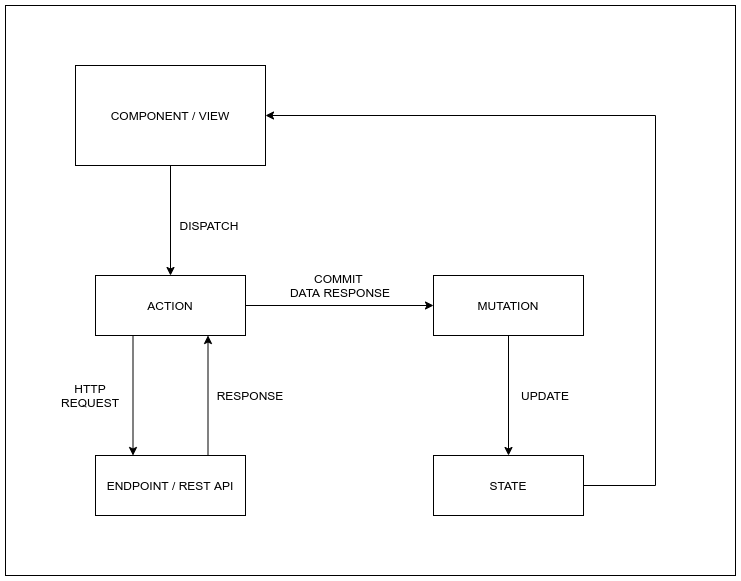 COMPONENT / VIEW
DISPATCH
COMMIT
DATA RESPONSE
ACTION
MUTATION
HTTP
REQUEST
RESPONSE
UPDATE
ENDPOINT / REST API
STATE